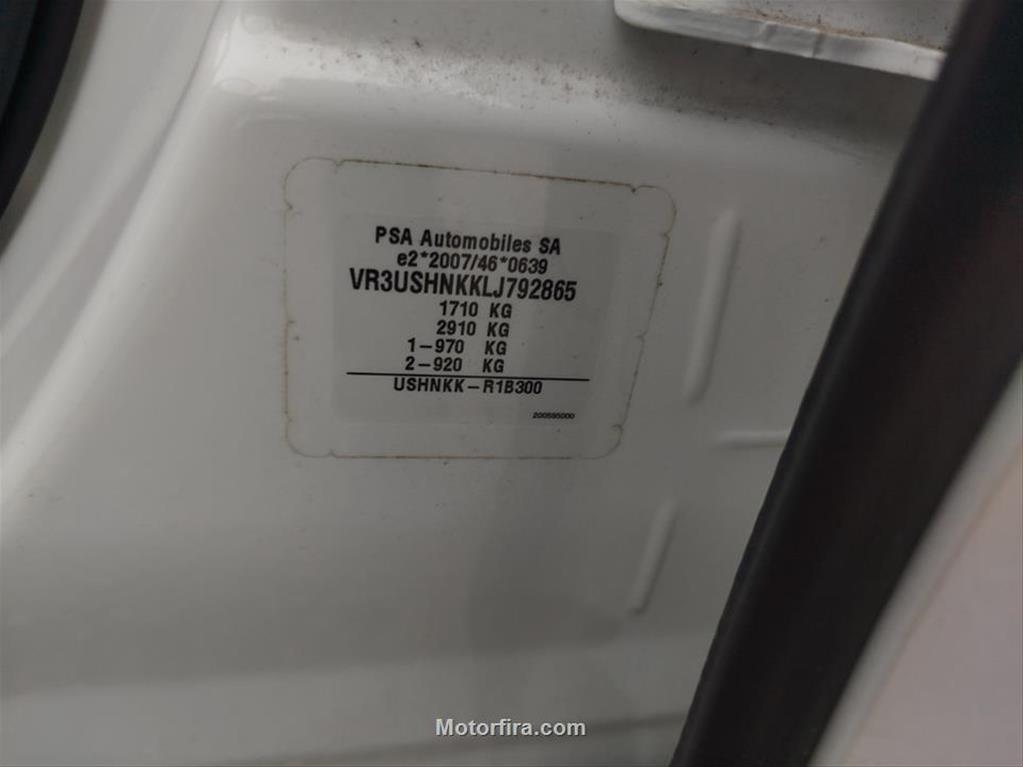 PSA Automobiles SA
e2*2007/46*0639
VR3USHNKKLJ792865
1710 KG
2910 KG
1-970 KG
2-920 KG
USHNKK-R1B300
200595000
Motorfira.com